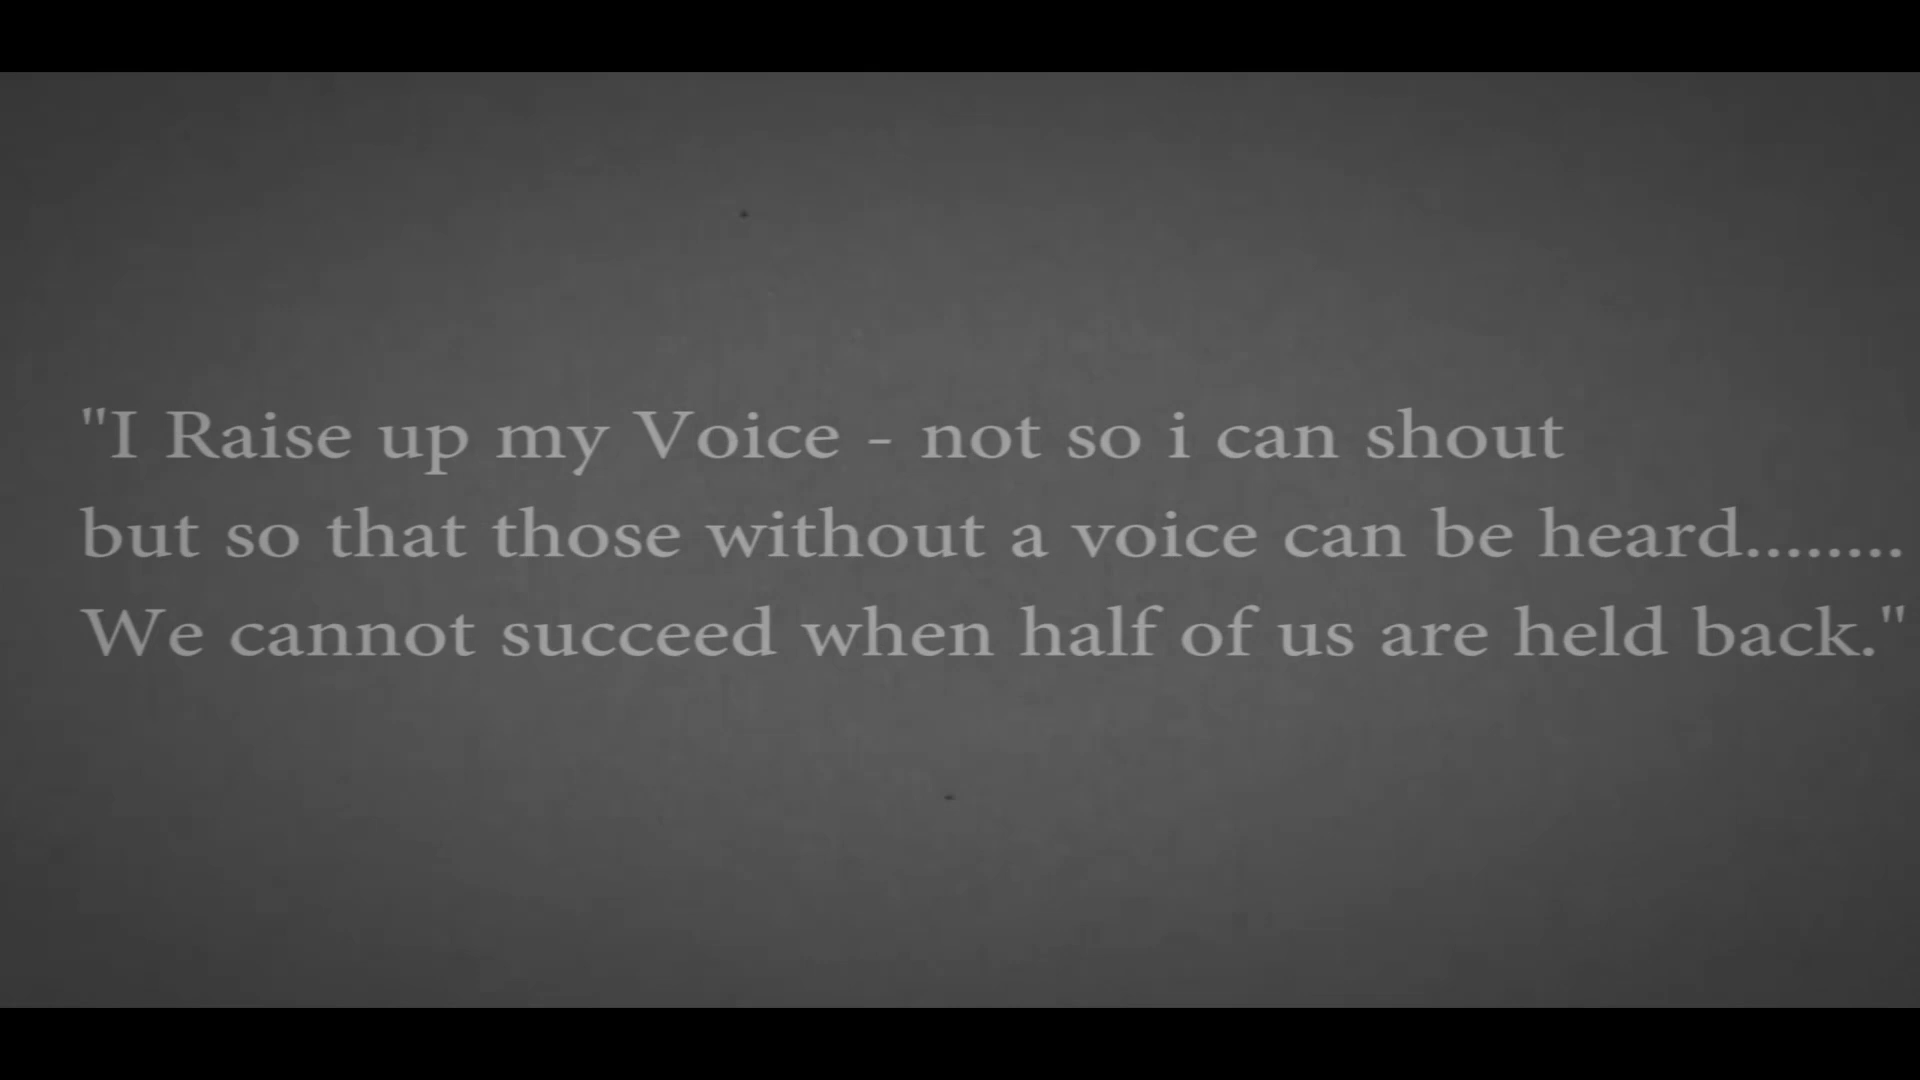 "I Raise up my Voice - not so i can shout
but so that those without a voice can be heard........
We cannot succeed when half of us are held back."